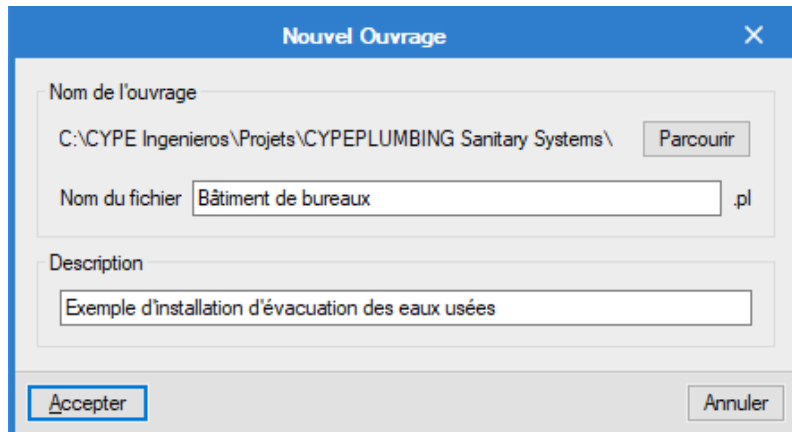 Nouvel Ouvrage
Nom de l'ouvrage
C:\CYPE Ingenieros\Projets\CYPEPLUMBING Sanitary Systems\ Parcourir
Nom du fichier Bâtiment de bureaux .pl
Description
Exemple d'installation d'évacuation des eaux usées
Accepter Annuler